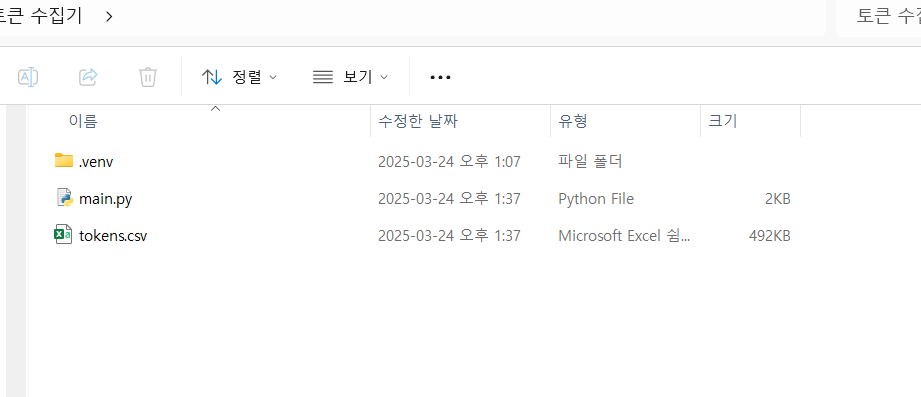 토큰 수집기 > 토큰 수집
정렬 보기 ...
이름 수정한 날짜 유형 크기
.venv 2025-03-24 오후 1:07 파일 폴더
main.py 2025-03-24 오후 1:37 Python File 2KB
tokens.csv 2025-03-24 오후 1:37 Microsoft Excel 쉼... 492KB